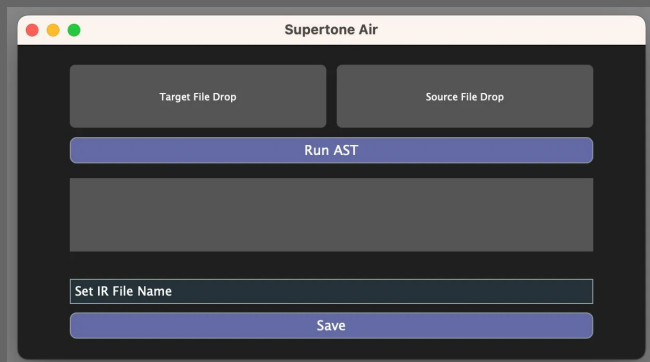 Supertone Air
Target File Drop
Source File Drop
Run AST
Set IR File Name
Save